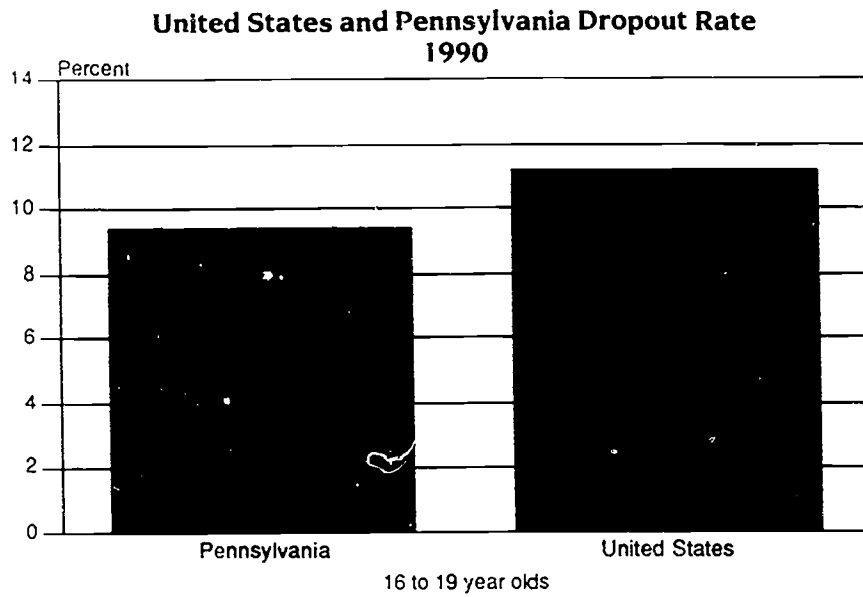 United States and Pennsylvania Dropout Rate
1990
Percent
14
12
10
8
6
4
2
0
Pennsylvania
United States
16 to 19 year olds